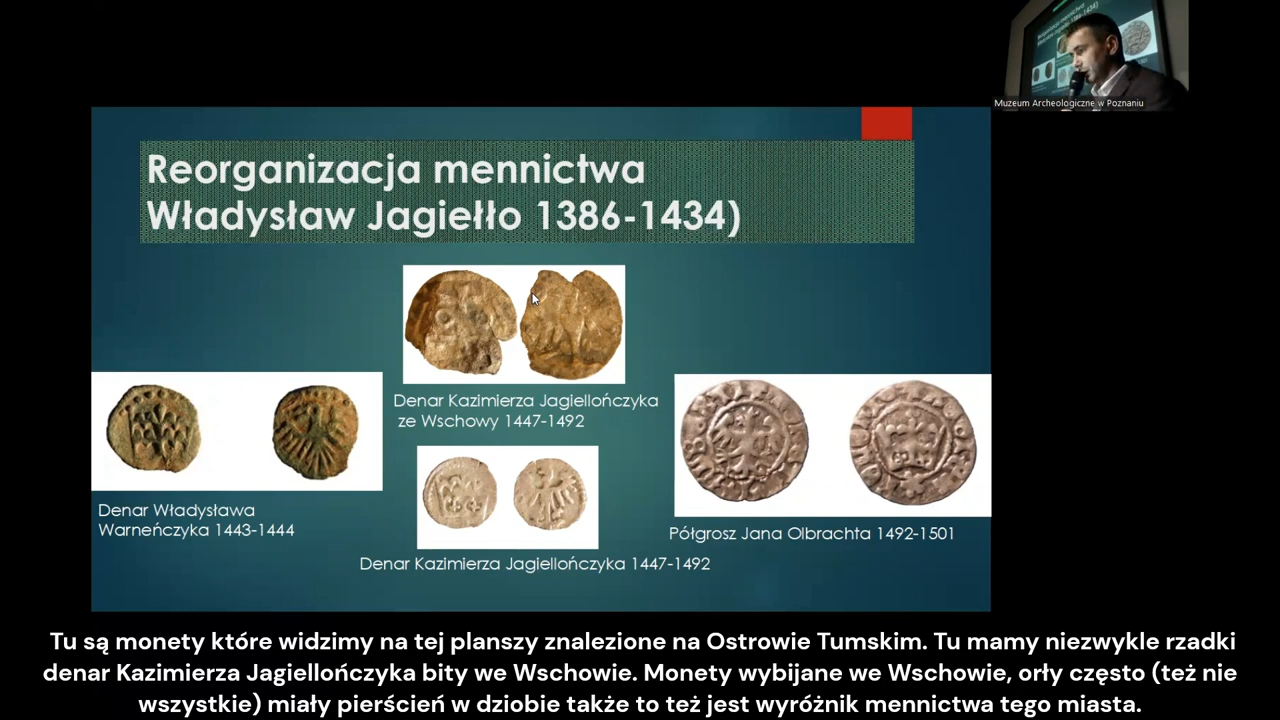 Muzeum Archeologiczne w Poznaniu
Reorganizacja mennictwa
Władysław Jagiełło 1386-1434)
Denar Kazimierza Jagiellończyka
ze Wschowy 1447-1492
Denar Władysława
Warneńczyka 1443-1444
Półgrosz Jana Olbrachta 1492-1501
Denar Kazimierza Jagiellończyka 1447-1492
Tu są monety które widzimy na tej planszy znalezione na Ostrowie Tumskim. Tu mamy niezwykle rzadki
denar Kazimierza Jagiellończyka bity we Wschowie. Monety wybijane we Wschowie, orły często (też nie
wszystkie) miały pierścień w dziobie także to też jest wyróżnik mennictwa tego miasta.